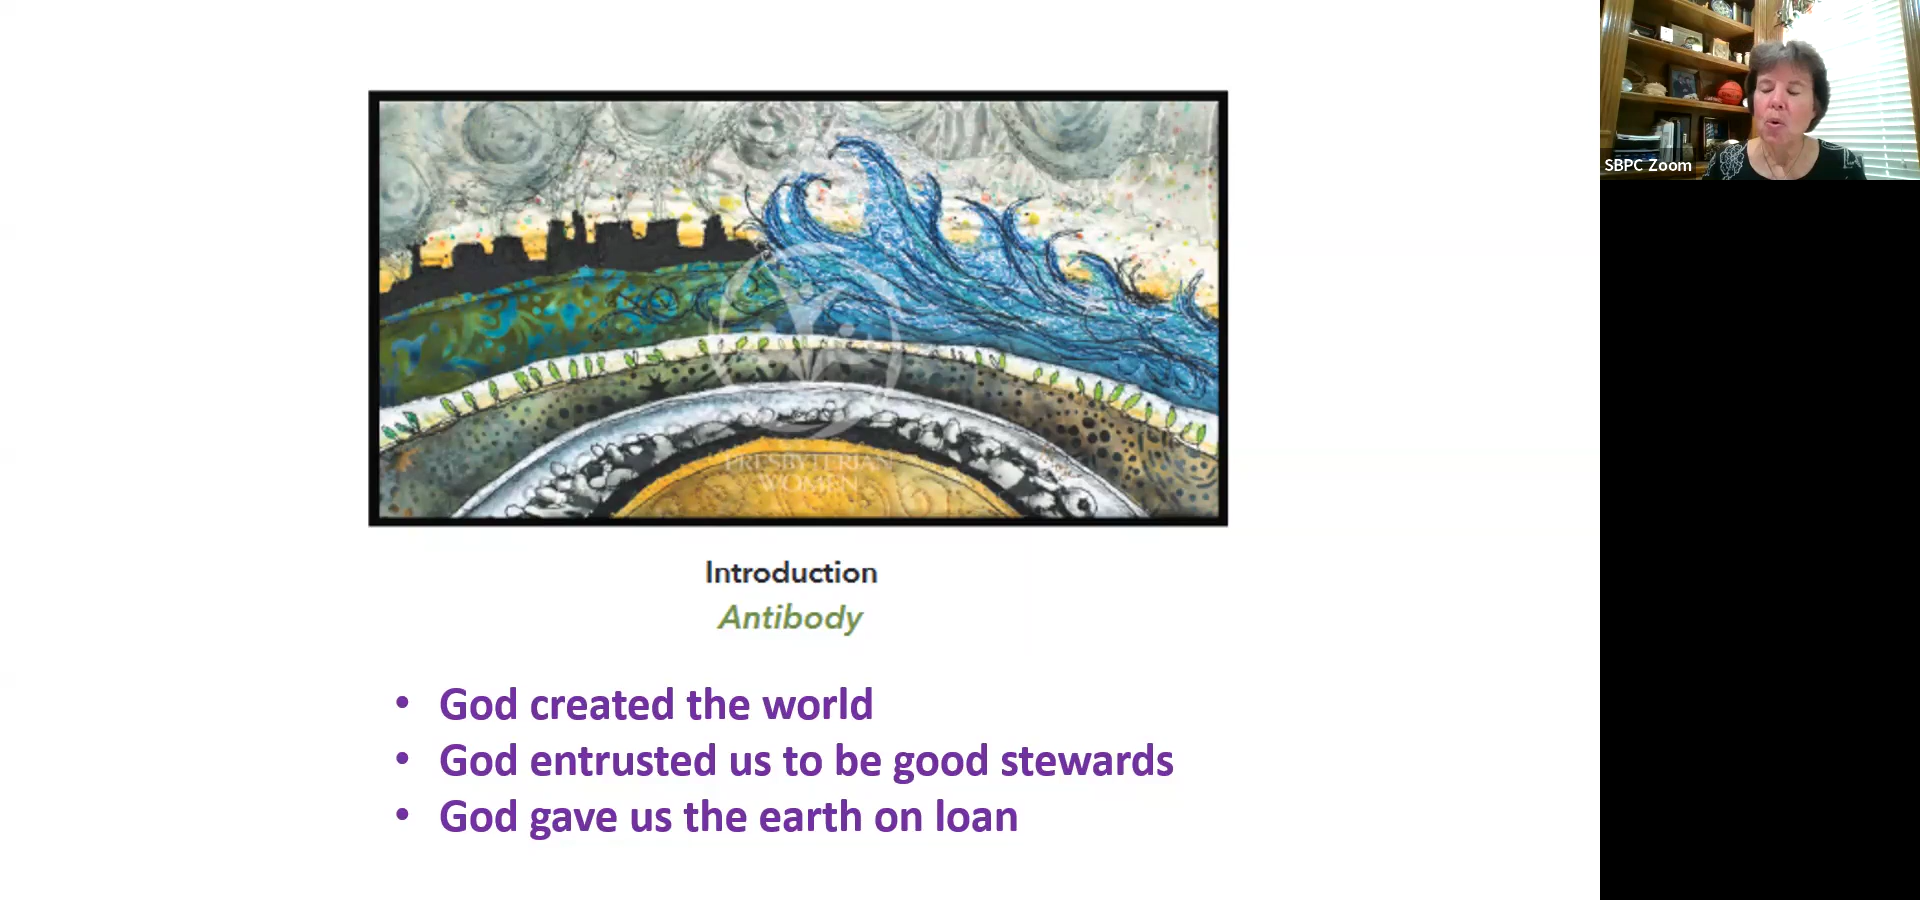 PRESBYTERIAN
WOMEN
Introduction
Antibody
• God created the world
• God entrusted us to be good stewards
• God gave us the earth on loan
SBPC Zoom